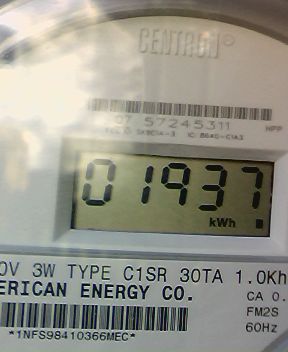 CENTRON®
07 57245311 HPP
01937
kWh
0V 3W TYPE C1SR 30TA 1.0Kh
ERICAN ENERGY CO. CA 0.
FM2S
60Hz
*1NFS98410366MEC*